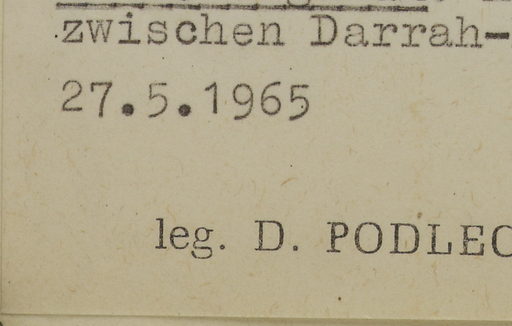 zwischen Darrah-
27.5.1965
leg. D. PODLEC